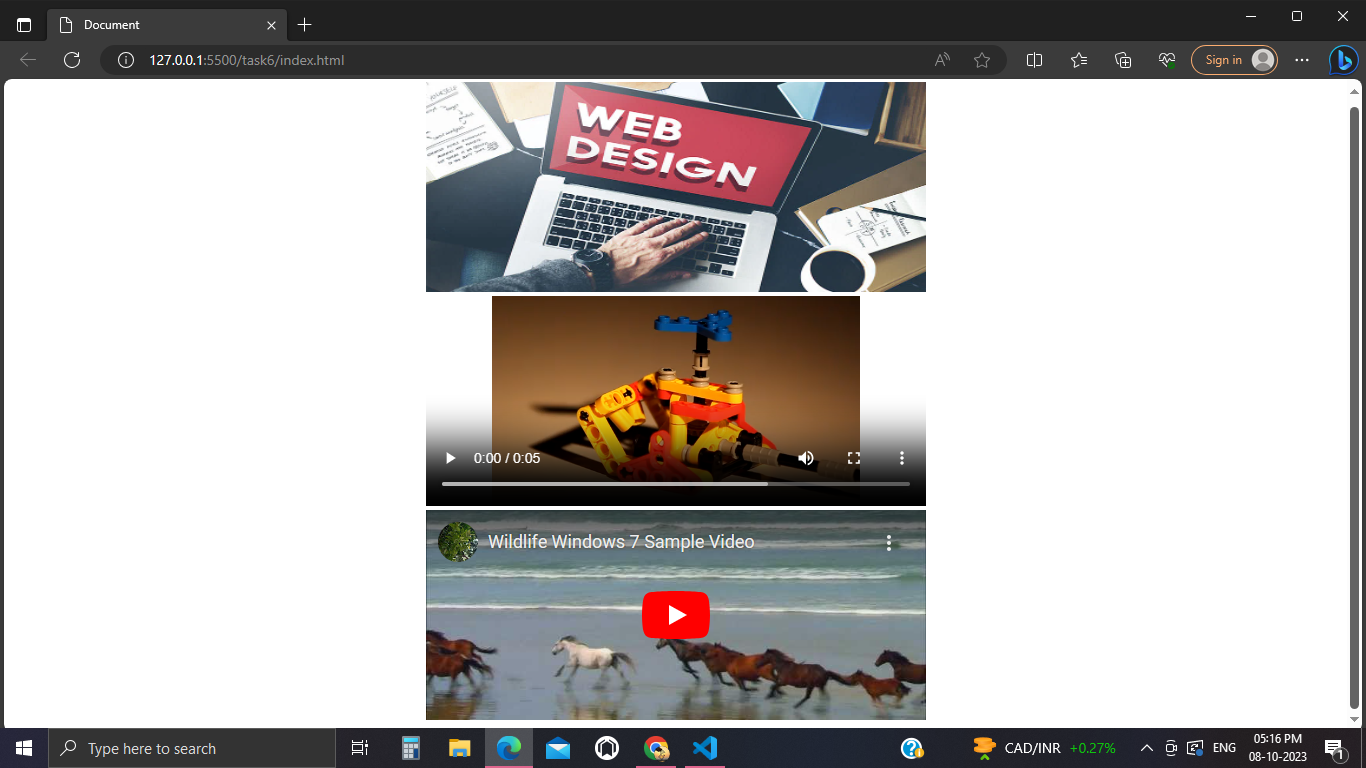 Document
127.0.0.1:5500/task6/index.html
Sign in
WEB
DESIGN
0:00 / 0:05
Wildlife Windows 7 Sample Video
Type here to search
CAD/INR +0.27%
ENG
05:16 PM
08-10-2023
1